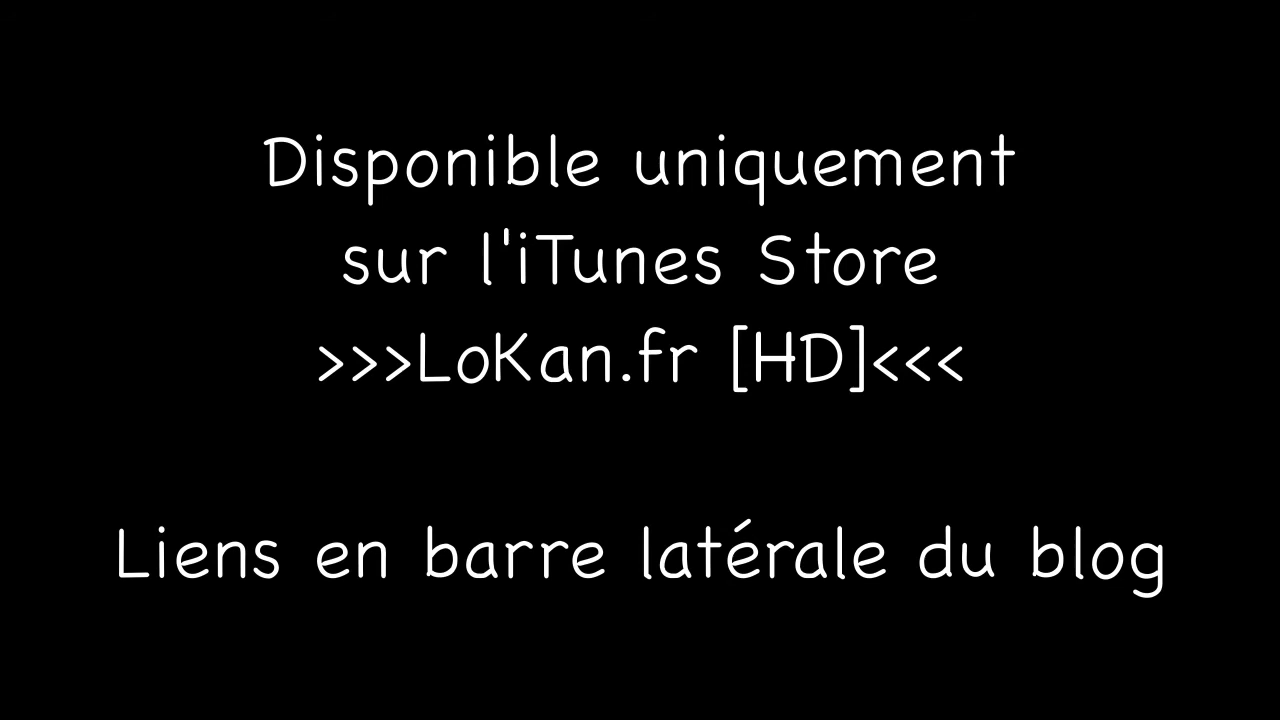 Disponible uniquement
sur l'iTunes Store
>>>LoKan.fr [HD]<<<
Liens en barre latérale du blog